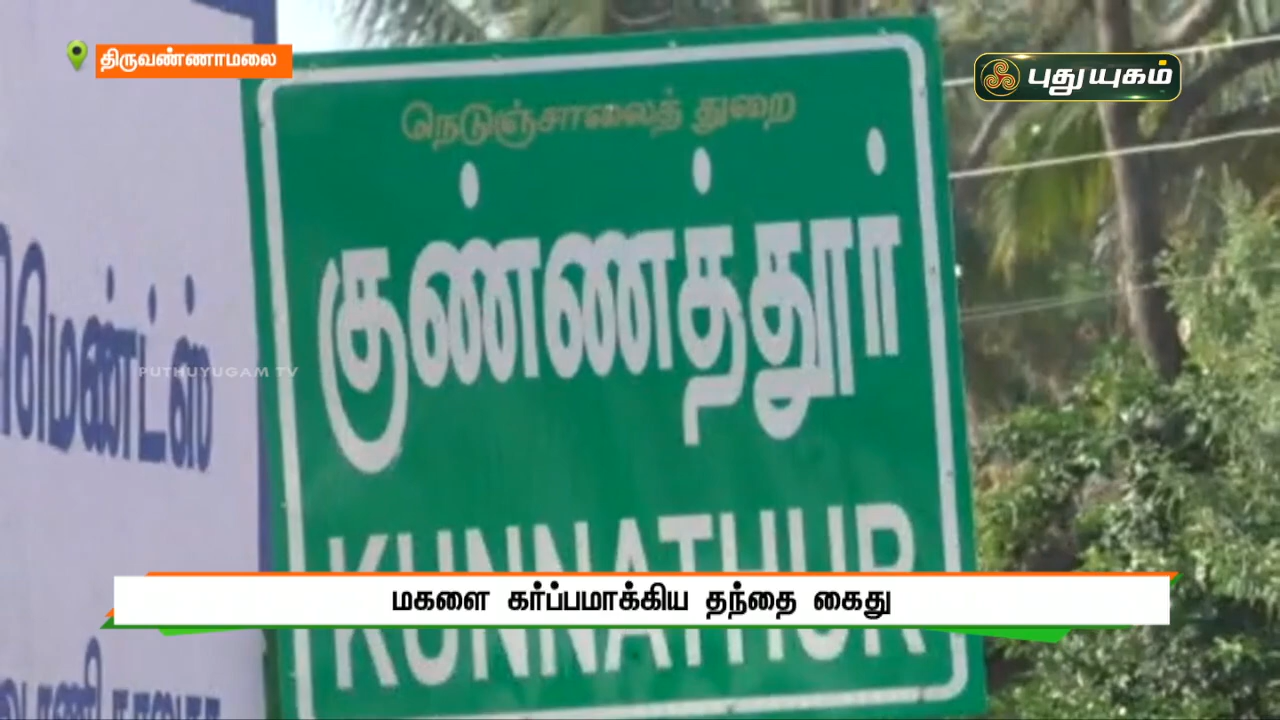 திருவண்ணாமலை
புதுயுகம்
நெடுஞ்சாலைத் துறை
குண்ணத்தூர்
PUTHUYUGAM TV
KUNNATHUR
மகளை கர்ப்பமாக்கிய தந்தை கைது